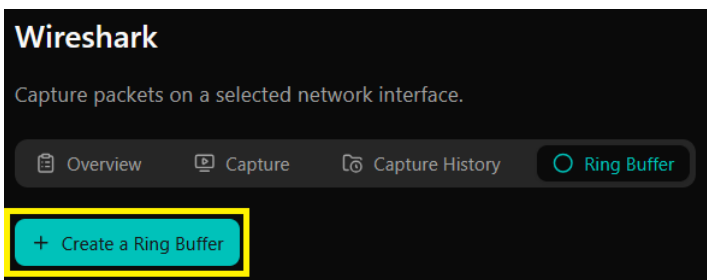 Wireshark
Capture packets on a selected network interface.
Overview Capture Capture History Ring Buffer
+ Create a Ring Buffer